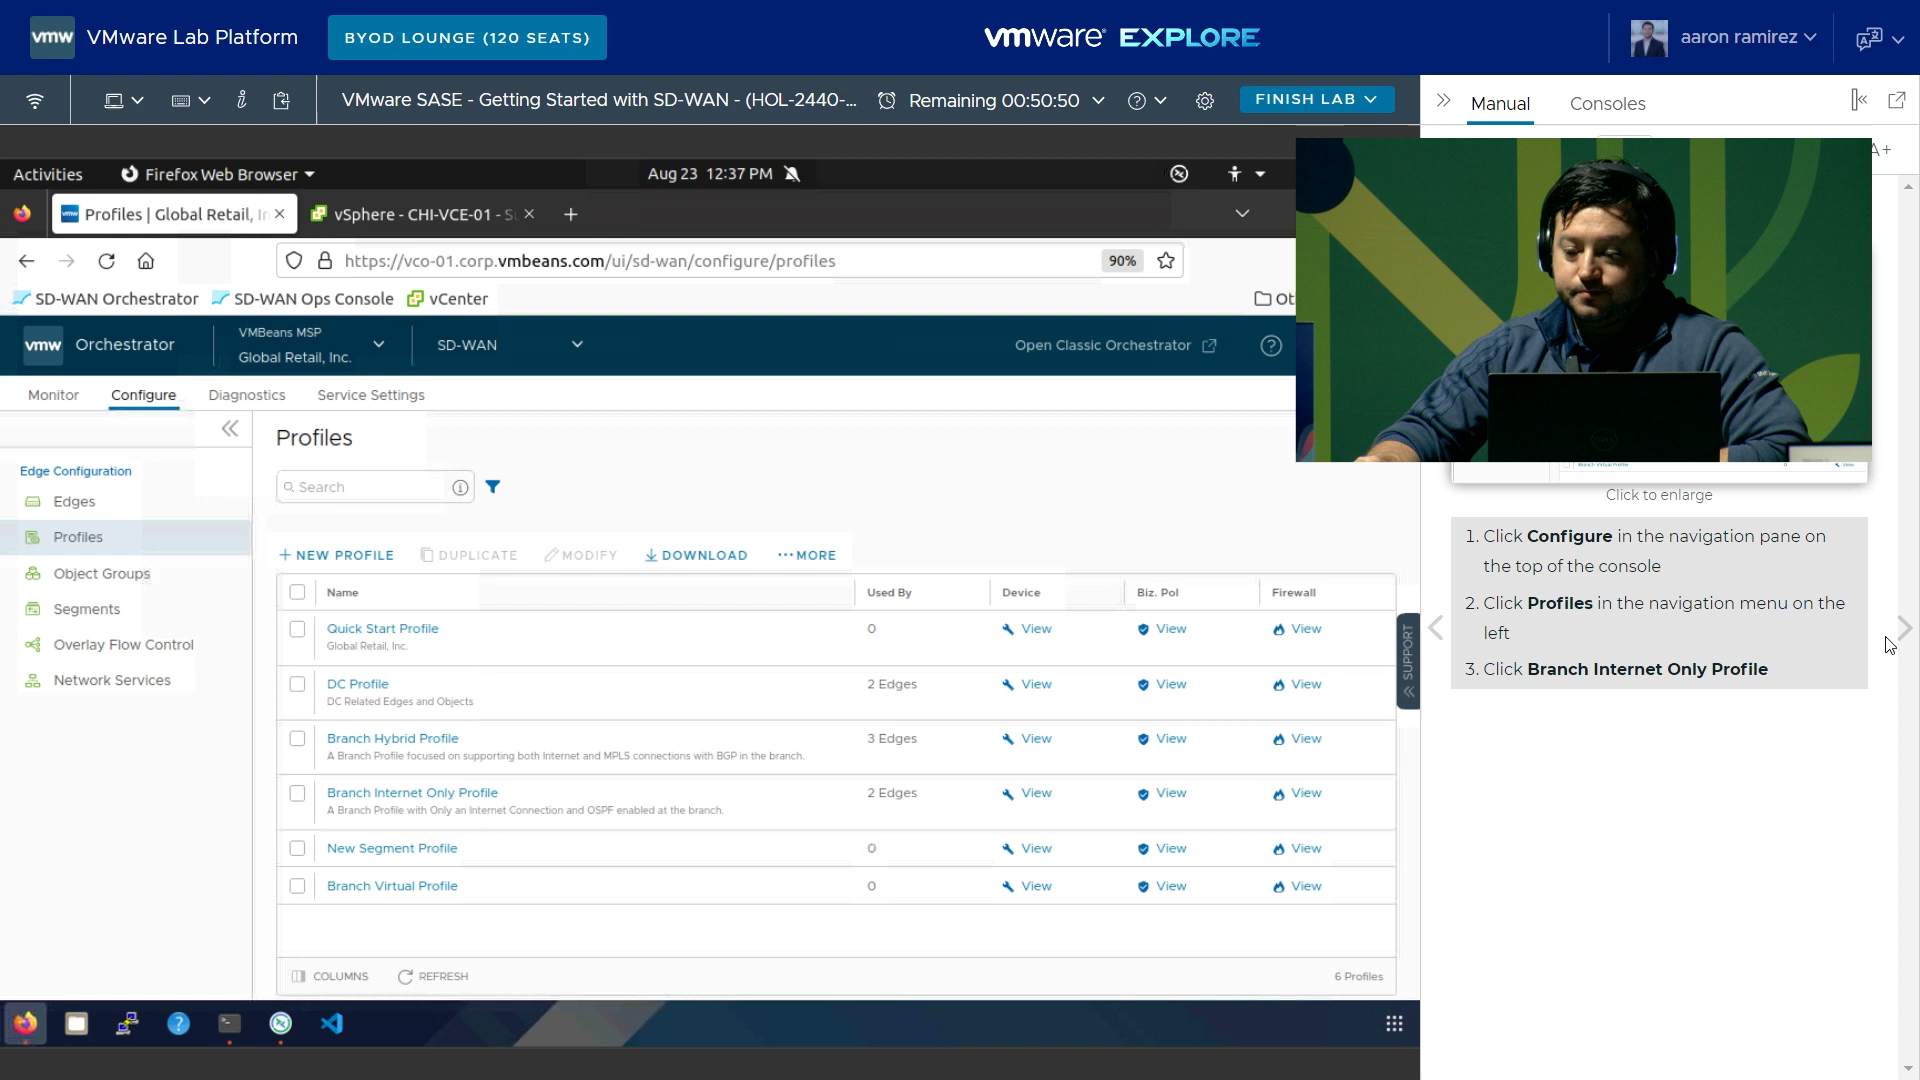 vmw VMware Lab Platform BYOD LOUNGE (120 SEATS) vmware EXPLORE aaron ramirez
VMware SASE - Getting Started with SD-WAN - (HOL-2440-... Remaining 00:50:50 FINISH LAB Manual Consoles
A+
Activities Firefox Web Browser Aug 23 12:37 PM
Profiles | Global Retail, In vSphere - CHI-VCE-01 - S
https://vco-01.corp.vmbeans.com/ui/sd-wan/configure/profiles 90%
SD-WAN Orchestrator SD-WAN Ops Console vCenter Ot
vmw Orchestrator VMBeans MSP
Global Retail, Inc. SD-WAN Open Classic Orchestrator
Monitor Configure Diagnostics Service Settings
Profiles
Edge Configuration
Edges
Profiles
Object Groups
Segments
Overlay Flow Control
Network Services
Search
NEW PROFILE DUPLICATE MODIFY DOWNLOAD MORE
Name Used By Device Biz. Pol Firewall
Quick Start Profile 0 View View View
Global Retail, Inc.
DC Profile 2 Edges View View View
DC Related Edges and Objects
Branch Hybrid Profile 3 Edges View View View
A Branch Profile focused on supporting both Internet and MPLS connections with BGP in the branch.
Branch Internet Only Profile 2 Edges View View View
A Branch Profile with Only an Internet Connection and OSPF enabled at the branch.
New Segment Profile 0 View View View
Branch Virtual Profile 0 View View View
COLUMNS REFRESH 6 Profiles
SUPPORT
Branch Virtual Profile 0 View
Click to enlarge
1. Click Configure in the navigation pane on
the top of the console
2. Click Profiles in the navigation menu on the
left
3. Click Branch Internet Only Profile